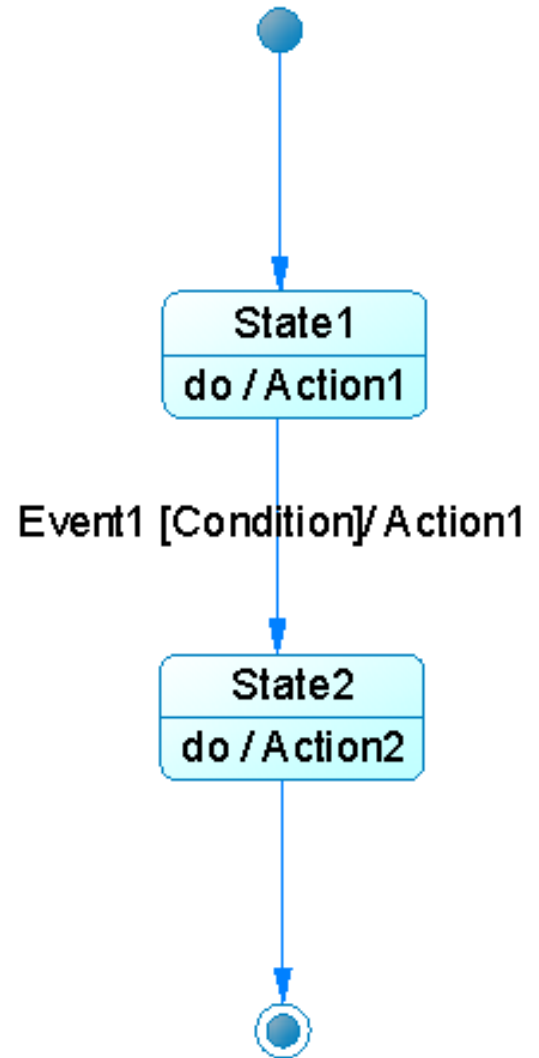 State1
do / Action1
Event1 [Condition]/ Action1
State2
do / Action2